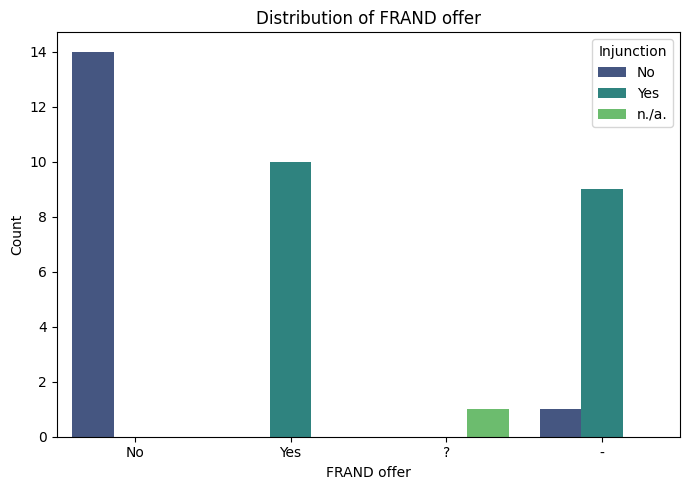 Distribution of FRAND offer
Injunction
No
Yes
n./a.
14
12
10
8
6
4
2
0
Count
No Yes ? -
FRAND offer